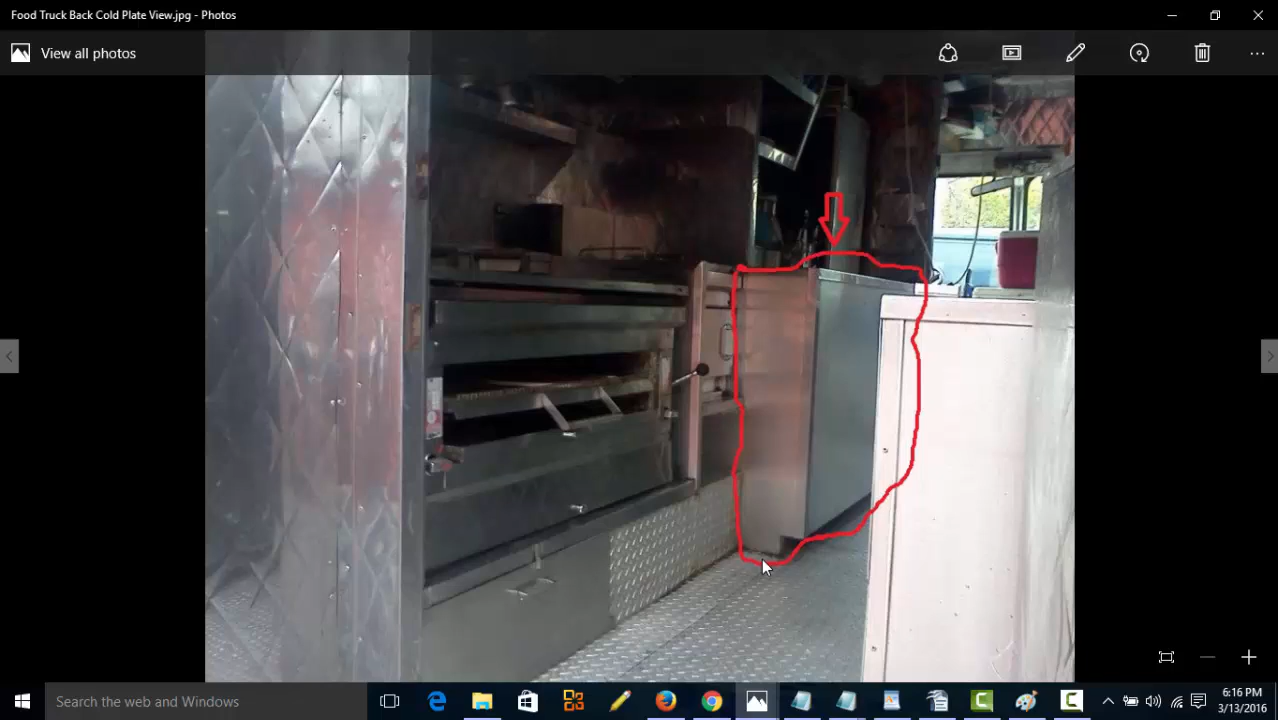 Food Truck Back Cold Plate View.jpg - Photos
View all photos
Search the web and Windows
6:16 PM
3/13/2016